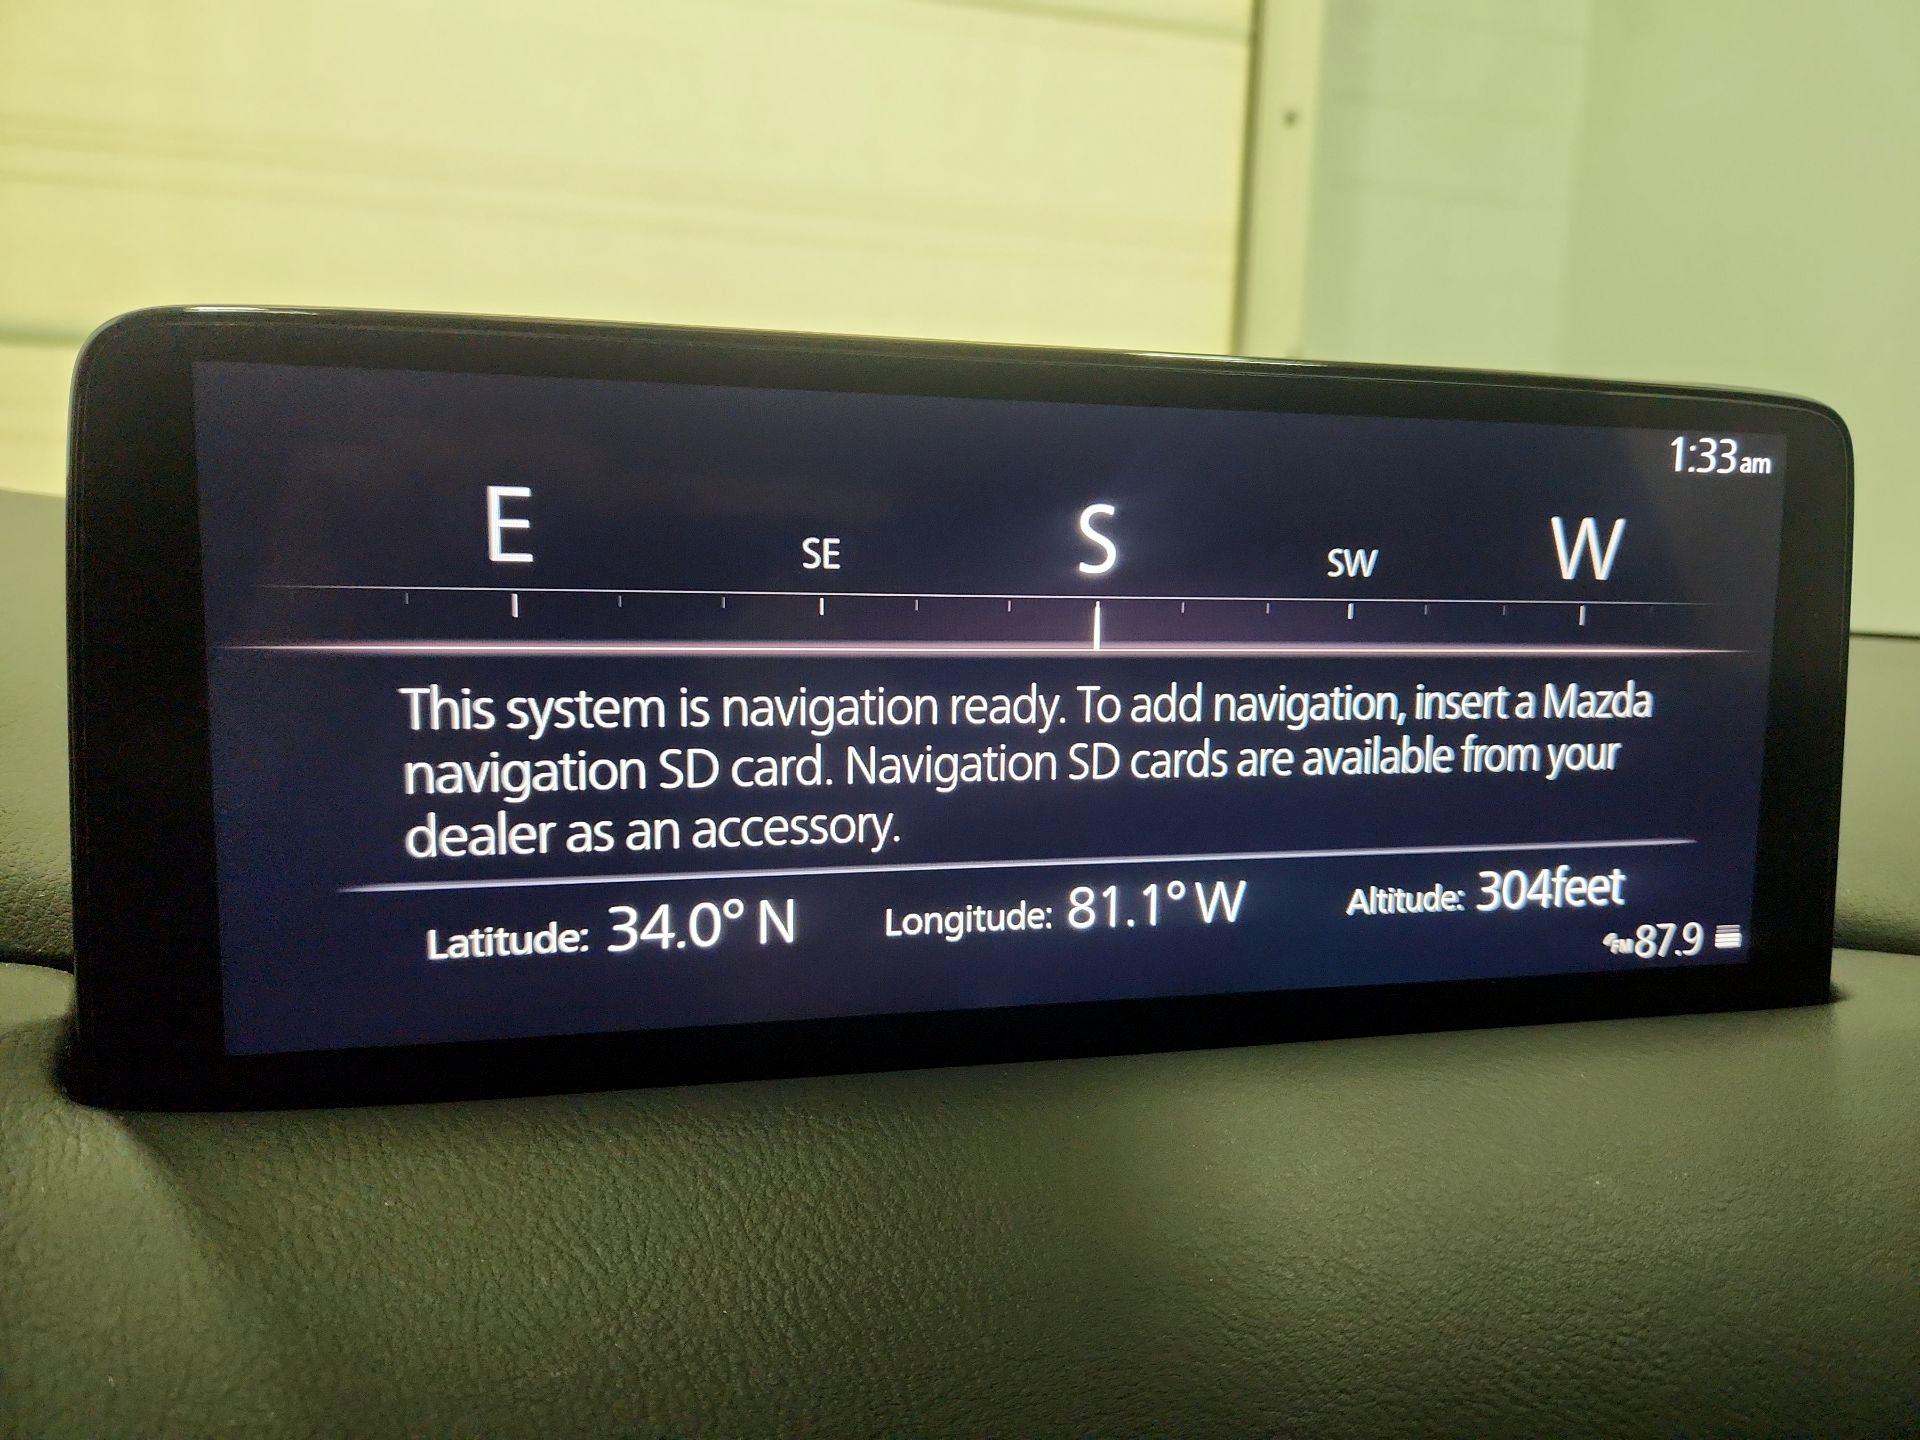 1:33am
E SE S SW W
This system is navigation ready. To add navigation, insert a Mazda
navigation SD card. Navigation SD cards are available from your
dealer as an accessory.
Latitude: 34.0° N Longitude: 81.1° W Altitude: 304feet
FM 87.9